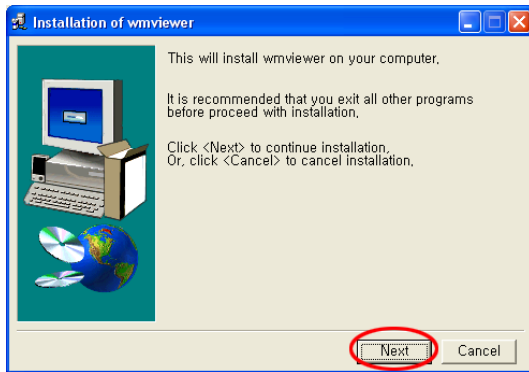 Installation of wmviewer
This will install wmviewer on your computer,
It is recommended that you exit all other programs
before proceed with installation,
Click <Next> to continue installation,
Or, click <Cancel> to cancel installation,
Next
Cancel